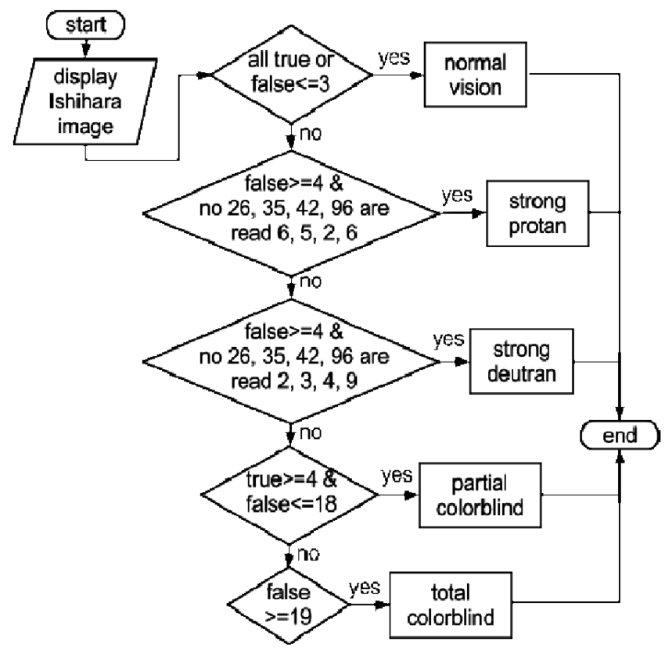 start
display
Ishihara
image
all true or
false<=3
yes
normal
vision
no
false>=4 &
no 26, 35, 42, 96 are
read 6, 5, 2, 6
yes
strong
protan
no
false>=4 &
no 26, 35, 42, 96 are
read 2, 3, 4, 9
yes
strong
deutran
end
no
true>=4 &
false<=18
yes
partial
colorblind
no
false
>=19
yes
total
colorblind